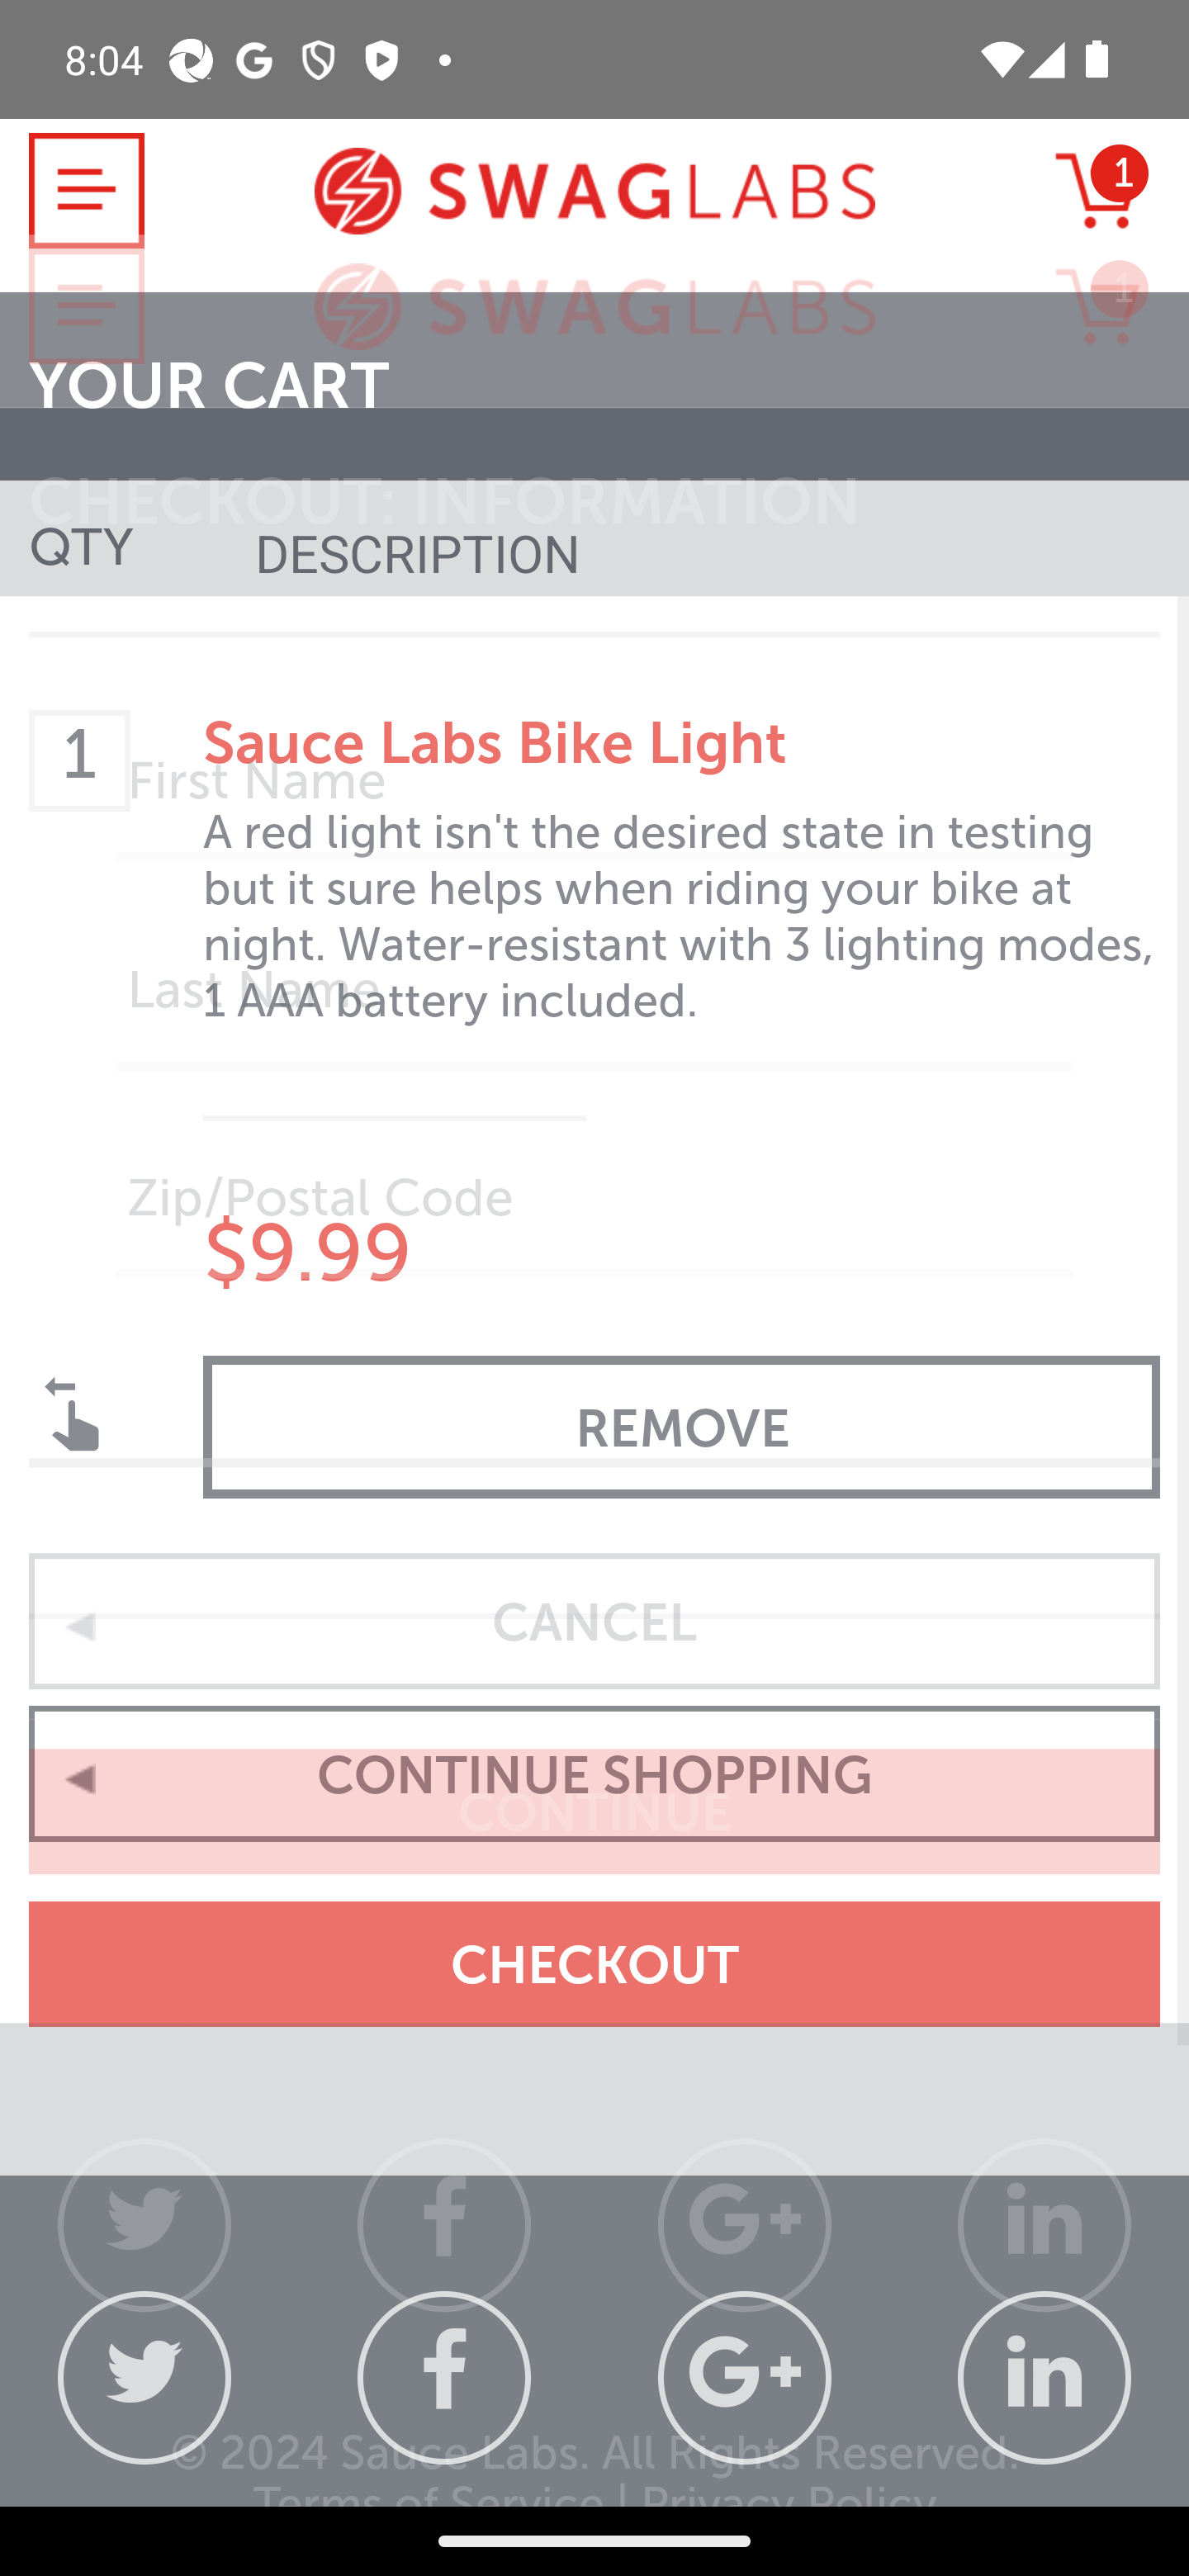 8:04
SWAGLABS
1
SWAGLABS
1
YOUR CART
CHECKOUT: INFORMATION
QTY
DESCRIPTION
1
Sauce Labs Bike Light
First Name
A red light isn't the desired state in testing
but it sure helps when riding your bike at
night. Water-resistant with 3 lighting modes,
Last Name
1 AAA battery included.
Zip/Postal Code
$9.99
REMOVE
CANCEL
CONTINUE SHOPPING
CONTINUE
CHECKOUT
© 2024 Sauce Labs. All Rights Reserved.
Terms of Service | Privacy Policy